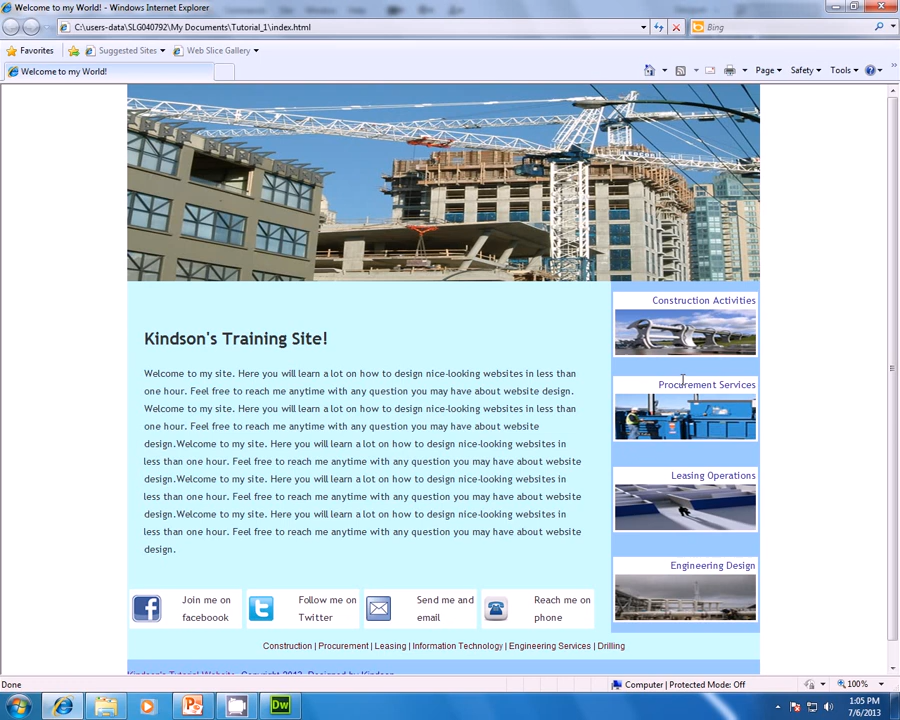 Welcome to my World! - Windows Internet Explorer
C:\users-data\SLG040792\My Documents\Tutorial_1\index.html
Bing
Favorites
Suggested Sites
Web Slice Gallery
Welcome to my World!
Page
Safety
Tools
Construction Activities
Kindson's Training Site!
Welcome to my site. Here you will learn a lot on how to design nice-looking websites in less than
one hour. Feel free to reach me anytime with any question you may have about website design.
Welcome to my site. Here you will learn a lot on how to design nice-looking websites in less than
one hour. Feel free to reach me anytime with any question you may have about website
design.Welcome to my site. Here you will learn a lot on how to design nice-looking websites in
less than one hour. Feel free to reach me anytime with any question you may have about website
design.Welcome to my site. Here you will learn a lot on how to design nice-looking websites in
less than one hour. Feel free to reach me anytime with any question you may have about website
design.Welcome to my site. Here you will learn a lot on how to design nice-looking websites in
less than one hour. Feel free to reach me anytime with any question you may have about website
design.
Procurement Services
Leasing Operations
Engineering Design
Join me on
faceboook
Follow me on
Twitter
Send me and
email
Reach me on
phone
Construction | Procurement | Leasing | Information Technology | Engineering Services | Drilling
Kindson's Tutorial Website. Copyright 2013. Designed by Kindson
Done
Computer | Protected Mode: Off
100%
Dw
1:05 PM
7/6/2013